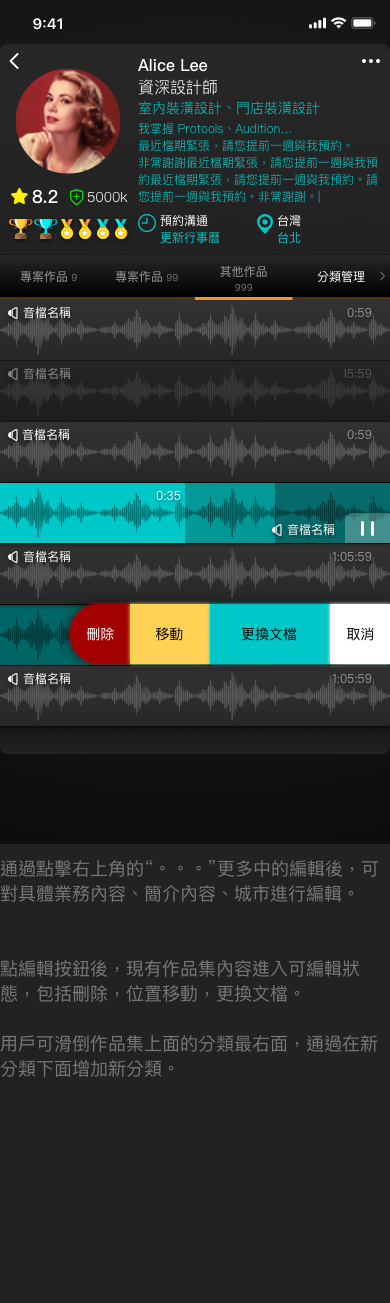 9:41
Alice Lee
資深設計師
室內裝潢設計、門店裝潢設計
我掌握 Protools、Audition...
最近檔期緊張，請您提前一週與我預約。
非常謝謝最近檔期緊張，請您提前一週與我預
約最近檔期緊張，請您提前一週與我預約。請
您提前一週與我預約。非常謝謝。
8.2
5000k
預約溝通
更新行事曆
台灣
台北
專案作品 9
專案作品 99
其他作品
999
分類管理
音檔名稱
0:59
音檔名稱
15:59
音檔名稱
0:59
0:35
音檔名稱
音檔名稱
1:05:59
刪除
移動
更換文檔
取消
音檔名稱
1:05:59
通過點擊右上角的“。。。”更多中的編輯後，可
對具體業務內容、簡介內容、城市進行編輯。
點編輯按鈕後，現有作品集內容進入可編輯狀
態，包括刪除，位置移動，更換文檔。
用戶可滑倒作品集上面的分類最右面，通過在新
分類下面增加新分類。